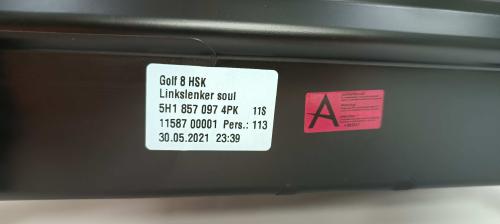 Golf 8 HSK
Linkslenker soul
5H1 857 097 4PK 11S
11587 00001 Pers.: 113
30.05.2021 23:39
A